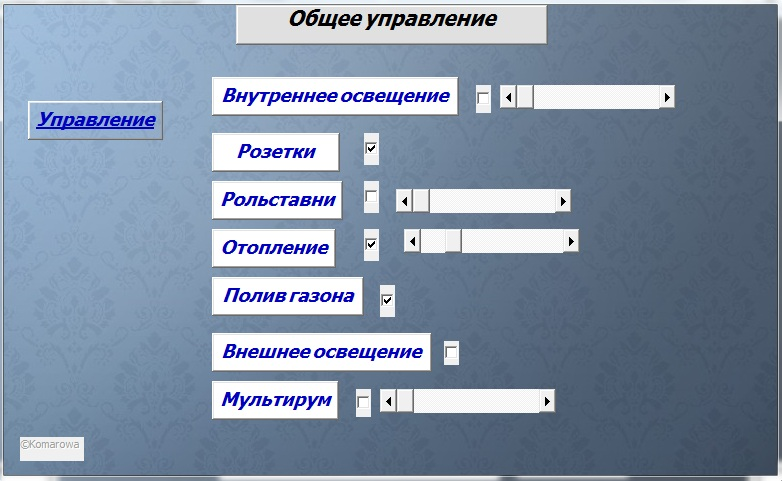 Общее управление
Внутреннее освещение
Управление
Розетки
Рольставни
Отопление
Полив газона
Внешнее освещение
Мультирум
©Komarowa